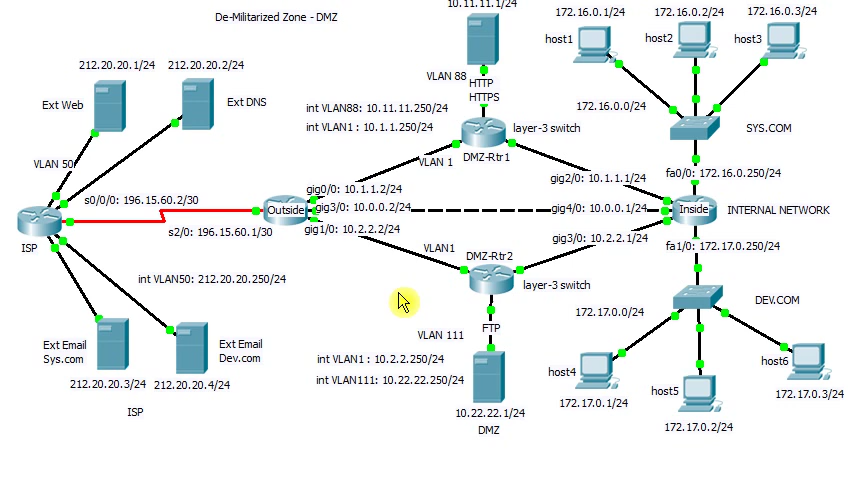 De-Militarized Zone - DMZ
10.11.11.1/24
172.16.0.1/24
172.16.0.2/24
172.16.0.3/24
host1
host2
host3
212.20.20.1/24
212.20.20.2/24
Ext Web
Ext DNS
VLAN 88
HTTP
HTTPS
int VLAN88: 10.11.11.250/24
int VLAN1 : 10.1.1.250/24
layer-3 switch
DMZ-Rtr1
172.16.0.0/24
SYS.COM
VLAN 50
VLAN 1
fa0/0: 172.16.0.250/24
gig2/0: 10.1.1.1/24
s0/0/0: 196.15.60.2/30
gig0/0: 10.1.1.2/24
Outside
gig3/0: 10.0.0.2/24
gig4/0: 10.0.0.1/24
Inside
INTERNAL NETWORK
ISP
s2/0: 196.15.60.1/30
gig1/0: 10.2.2.2/24
gig3/0: 10.2.2.1/24
fa1/0: 172.17.0.250/24
VLAN1
DMZ-Rtr2
layer-3 switch
int VLAN50: 212.20.20.250/24
DEV.COM
172.17.0.0/24
FTP
VLAN 111
Ext Email
Sys.com
Ext Email
Dev.com
int VLAN1 : 10.2.2.250/24
int VLAN111: 10.22.22.250/24
host4
host5
host6
212.20.20.3/24
212.20.20.4/24
172.17.0.1/24
172.17.0.2/24
172.17.0.3/24
ISP
10.22.22.1/24
DMZ